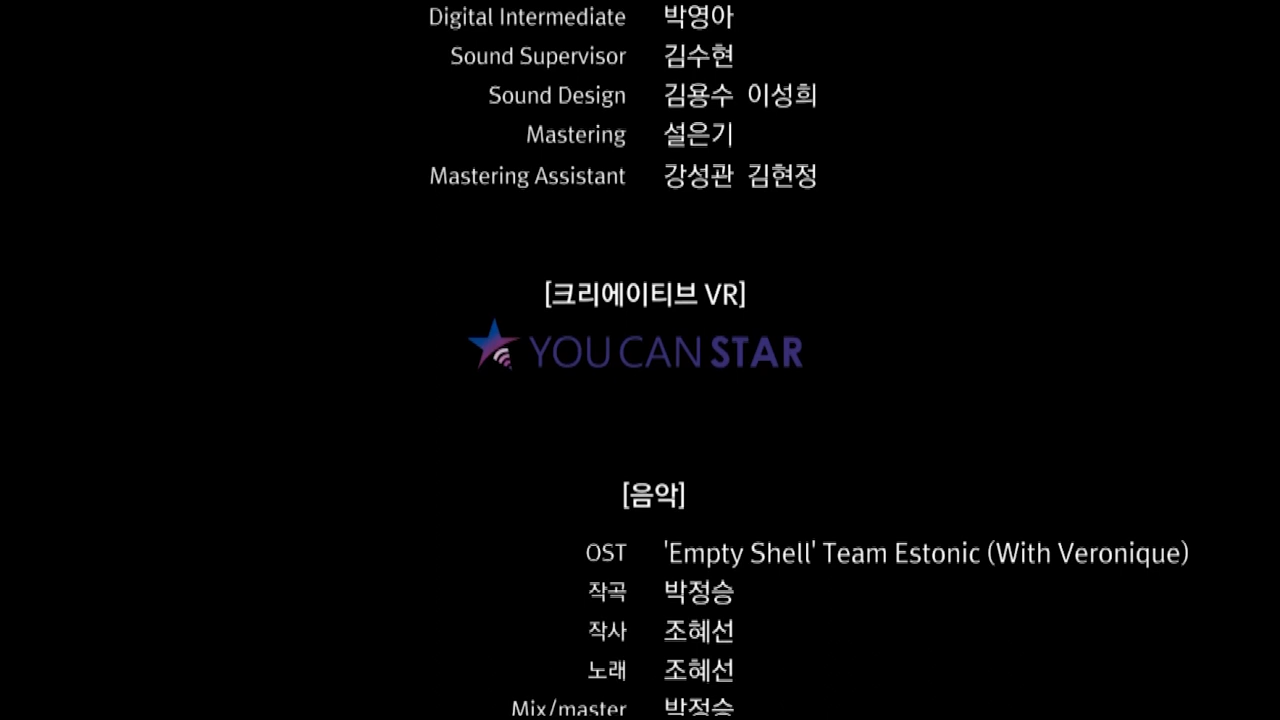 Digital Intermediate 박영아
Sound Supervisor 김수현
Sound Design 김용수 이성희
Mastering 설은기
Mastering Assistant 강성관 김현정
[크리에이티브 VR]
YOU CAN STAR
[음악]
OST 'Empty Shell' Team Estonic (With Veronique)
작곡 박정승
작사 조혜선
노래 조혜선
Mix/master 박정승